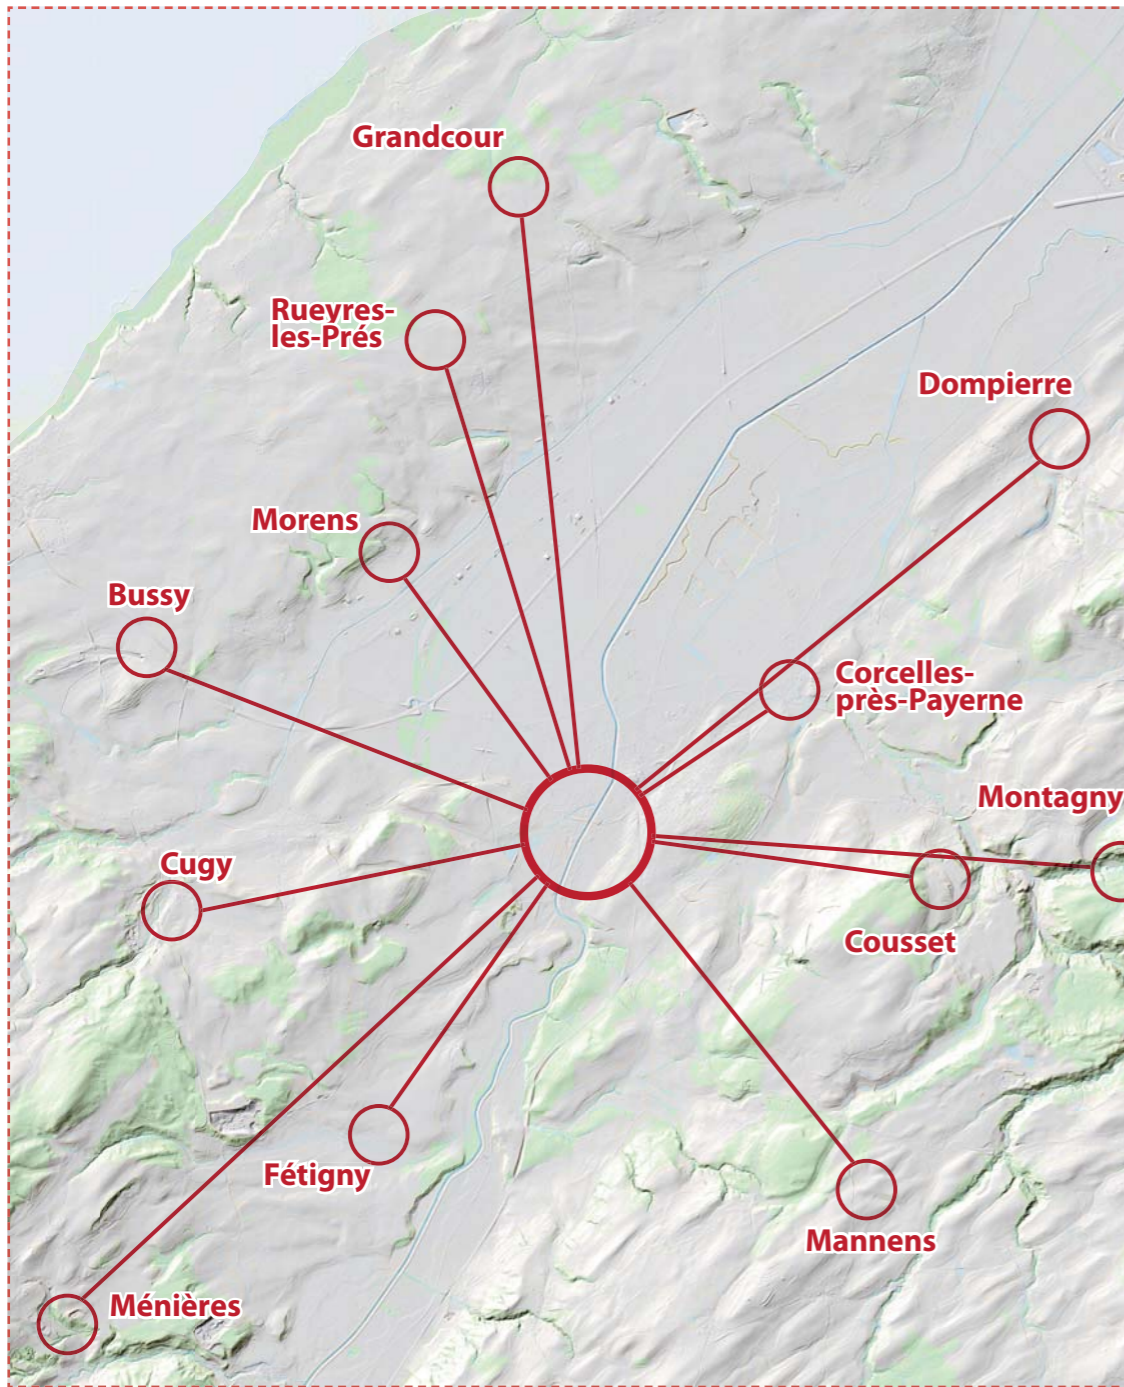 Grandcour
Rueyres-
les-Prés
Dompierre
Morens
Bussy
Corcelles-
près-Payerne
Montagny
Cugy
Cousset
Fétigny
Mannens
Ménières